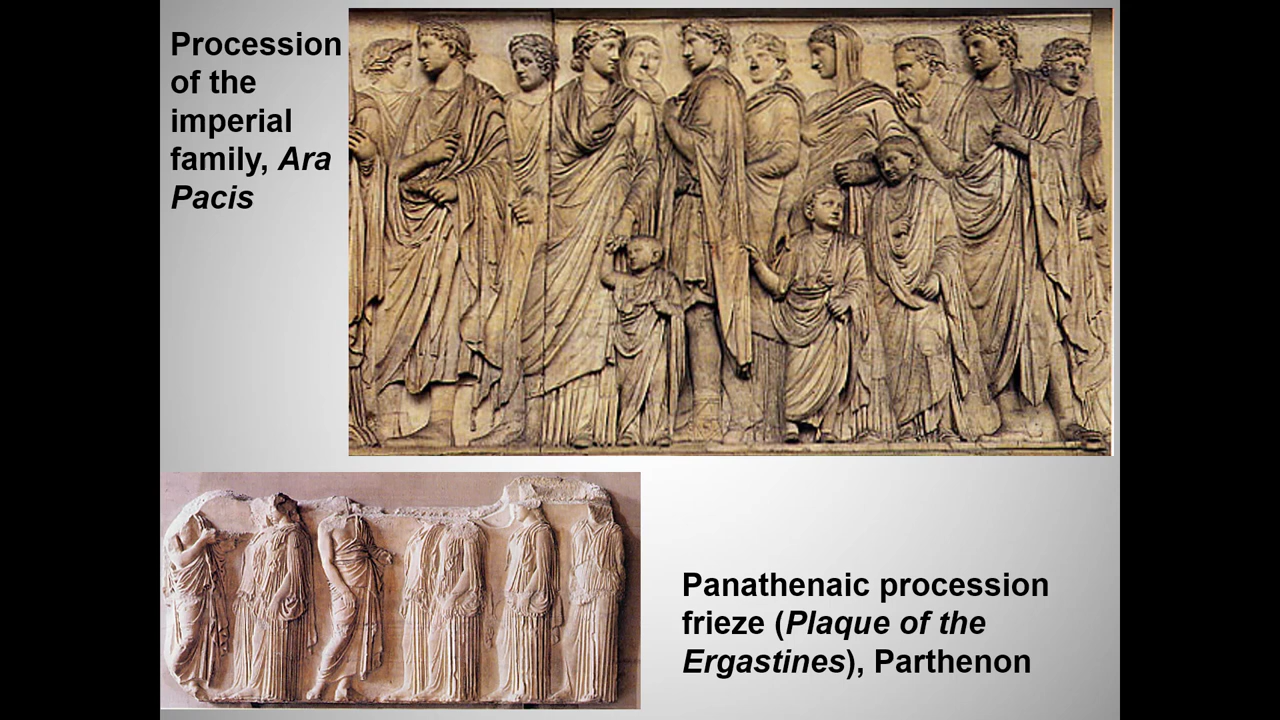 Procession
of the
imperial
family, Ara
Pacis
Panathenaic procession
frieze (Plaque of the
Ergastines), Parthenon